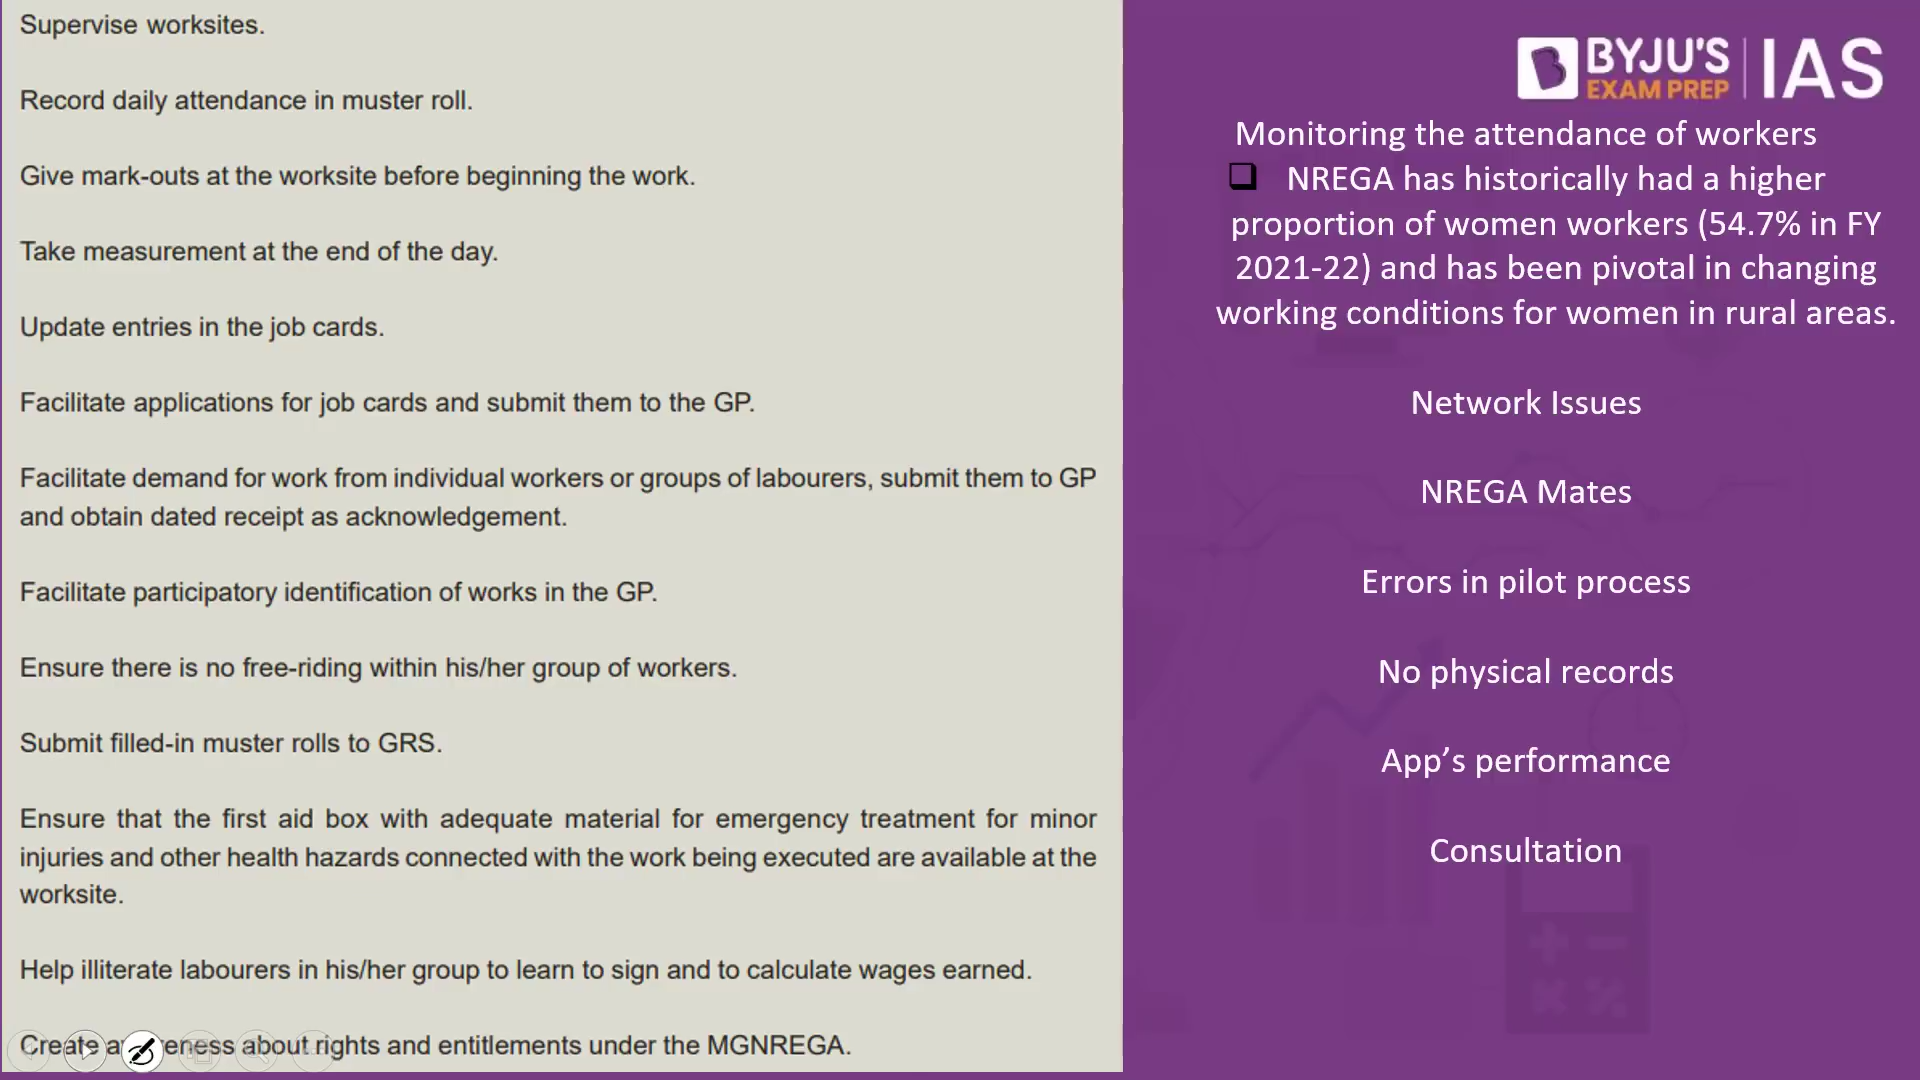 Supervise worksites.
Record daily attendance in muster roll.
Give mark-outs at the worksite before beginning the work.
Take measurement at the end of the day.
Update entries in the job cards.
Facilitate applications for job cards and submit them to the GP.
Facilitate demand for work from individual workers or groups of labourers, submit them to GP
and obtain dated receipt as acknowledgement.
Facilitate participatory identification of works in the GP.
Ensure there is no free-riding within his/her group of workers.
Submit filled-in muster rolls to GRS.
Ensure that the first aid box with adequate material for emergency treatment for minor
injuries and other health hazards connected with the work being executed are available at the
worksite.
Help illiterate labourers in his/her group to learn to sign and to calculate wages earned.
Create awareness about rights and entitlements under the MGNREGA.
BYJU'S
EXAM PREP
IAS
Monitoring the attendance of workers
NREGA has historically had a higher
proportion of women workers (54.7% in FY
2021-22) and has been pivotal in changing
working conditions for women in rural areas.
Network Issues
NREGA Mates
Errors in pilot process
No physical records
App’s performance
Consultation